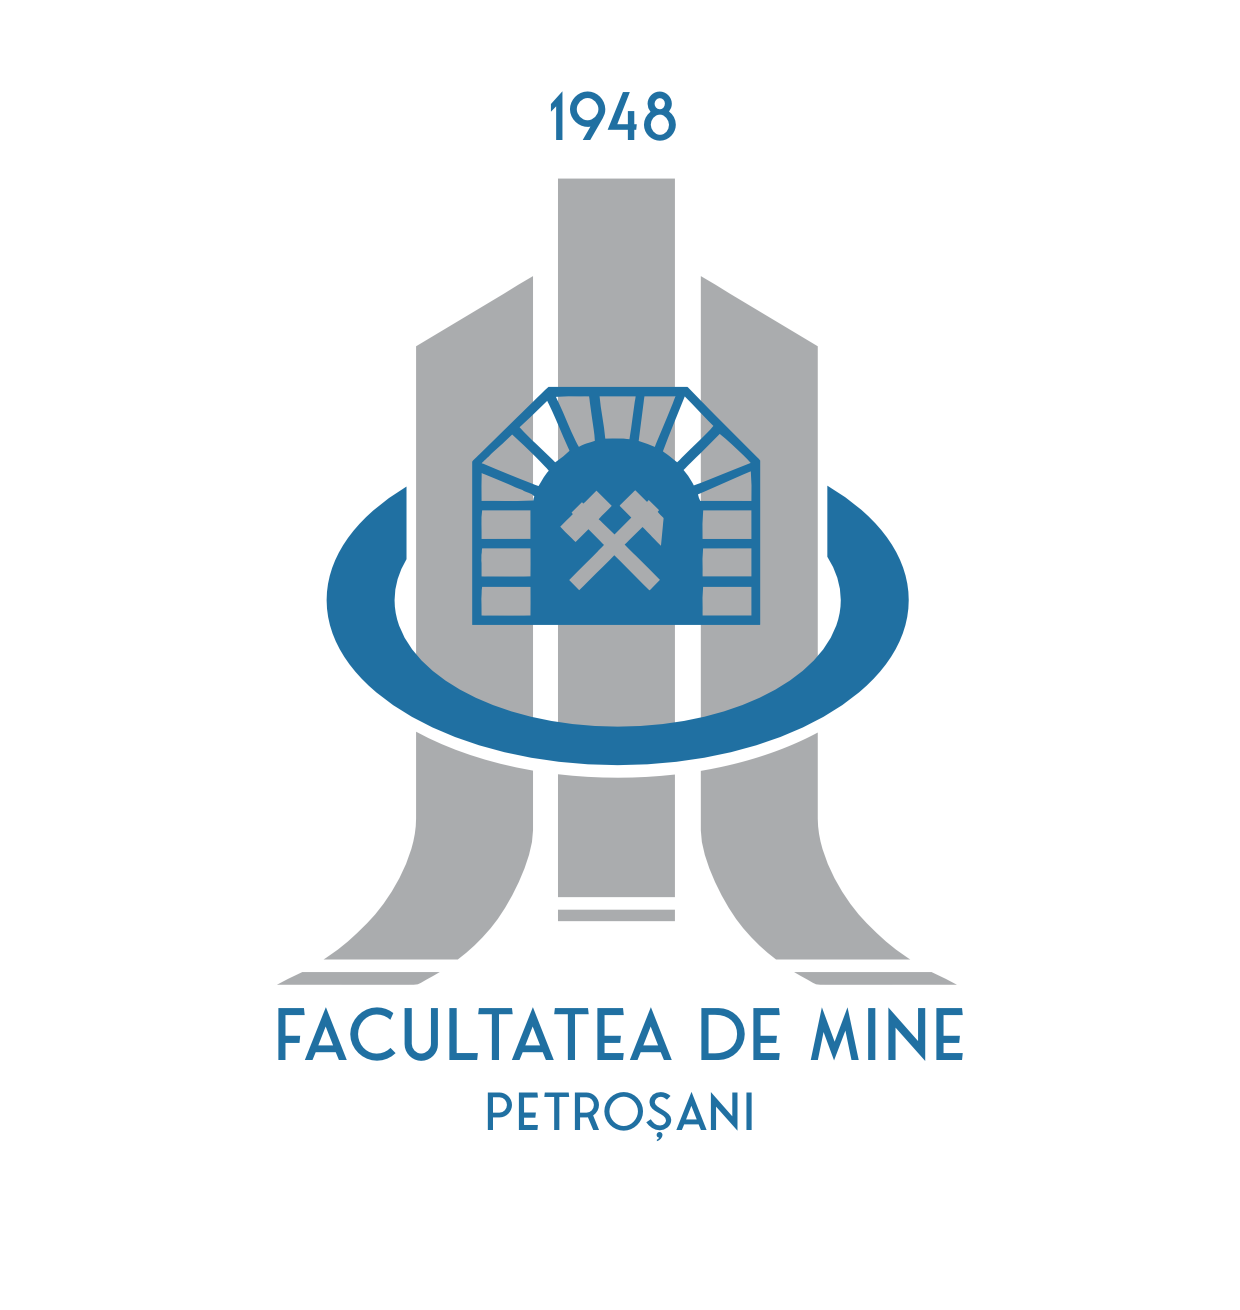 1948
FACULTATEA DE MINE
PETROȘANI